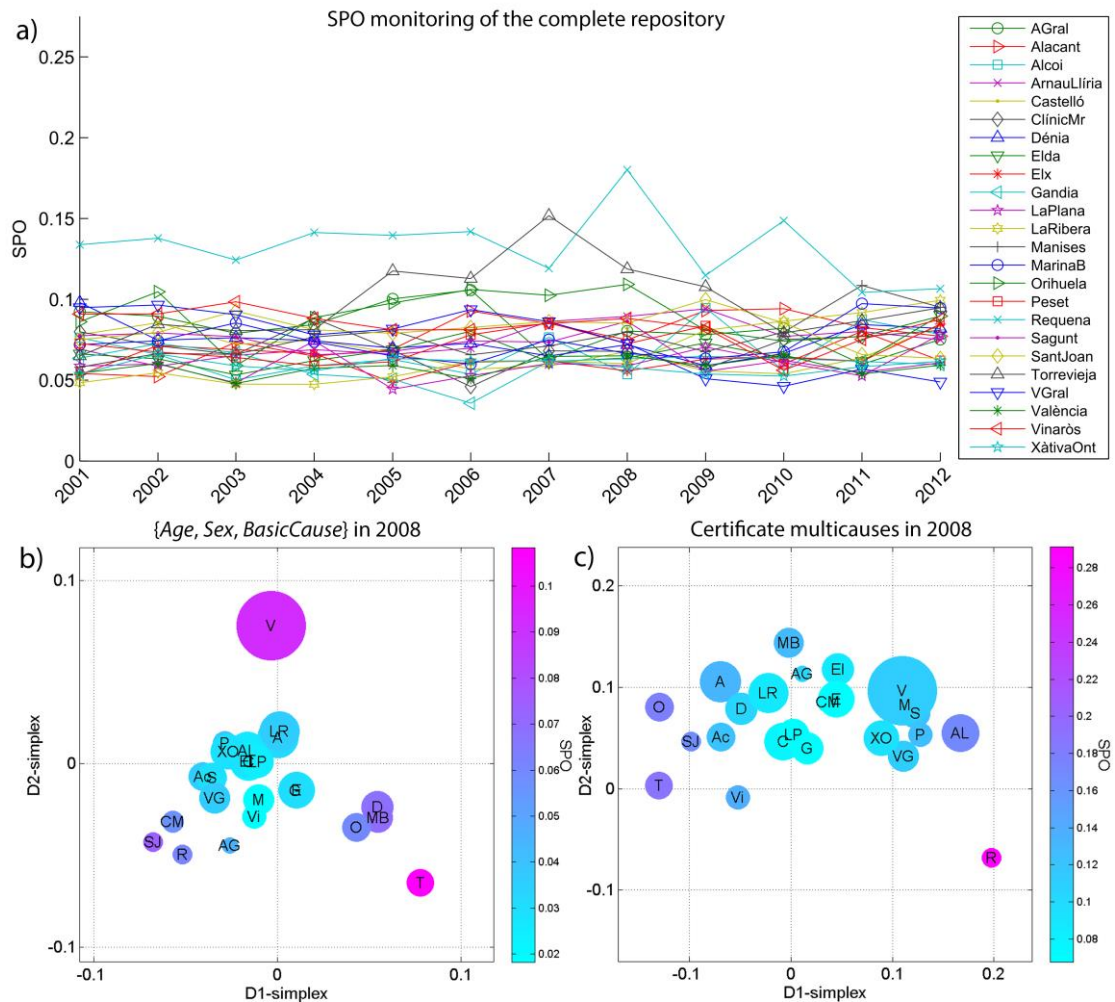 SPO monitoring of the complete repository
a)
0.25
0.2
0.15
0.1
0.05
0
SPO
2001 2002 2003 2004 2005 2006 2007 2008 2009 2010 2011 2012
AGral
Alacant
Alcoi
ArnauLlíria
Castelló
ClínicMr
Dénia
Elda
Elx
Gandia
LaPlana
LaRibera
Manises
MarinaB
Orihuela
Peset
Requena
Sagunt
SantJoan
Torrevieja
VGral
València
Vinaròs
XàtivaOnt
{Age, Sex, BasicCause} in 2008
b)
0.1
0
-0.1
D2-simplex
-0.1 0 0.1
D1-simplex
V
LR
A
P
XO
AL
El
LP
Ac
S
VG
M
Vi
G
E
D
MB
O
CM
SJ
R
AG
T
0.1
0.09
0.08
0.07
0.06
0.05
0.04
0.03
0.02
SPO
Certificate multicauses in 2008
c)
0.2
0.1
0
-0.1
D2-simplex
-0.1 0 0.1 0.2
D1-simplex
MB
AG
El
A
LR
CM
E
V
M
S
O
D
SJ
Ac
C
LP
G
XO
P
AL
VG
T
Vi
R
0.28
0.26
0.24
0.22
0.2
0.18
0.16
0.14
0.12
0.1
0.08
SPO